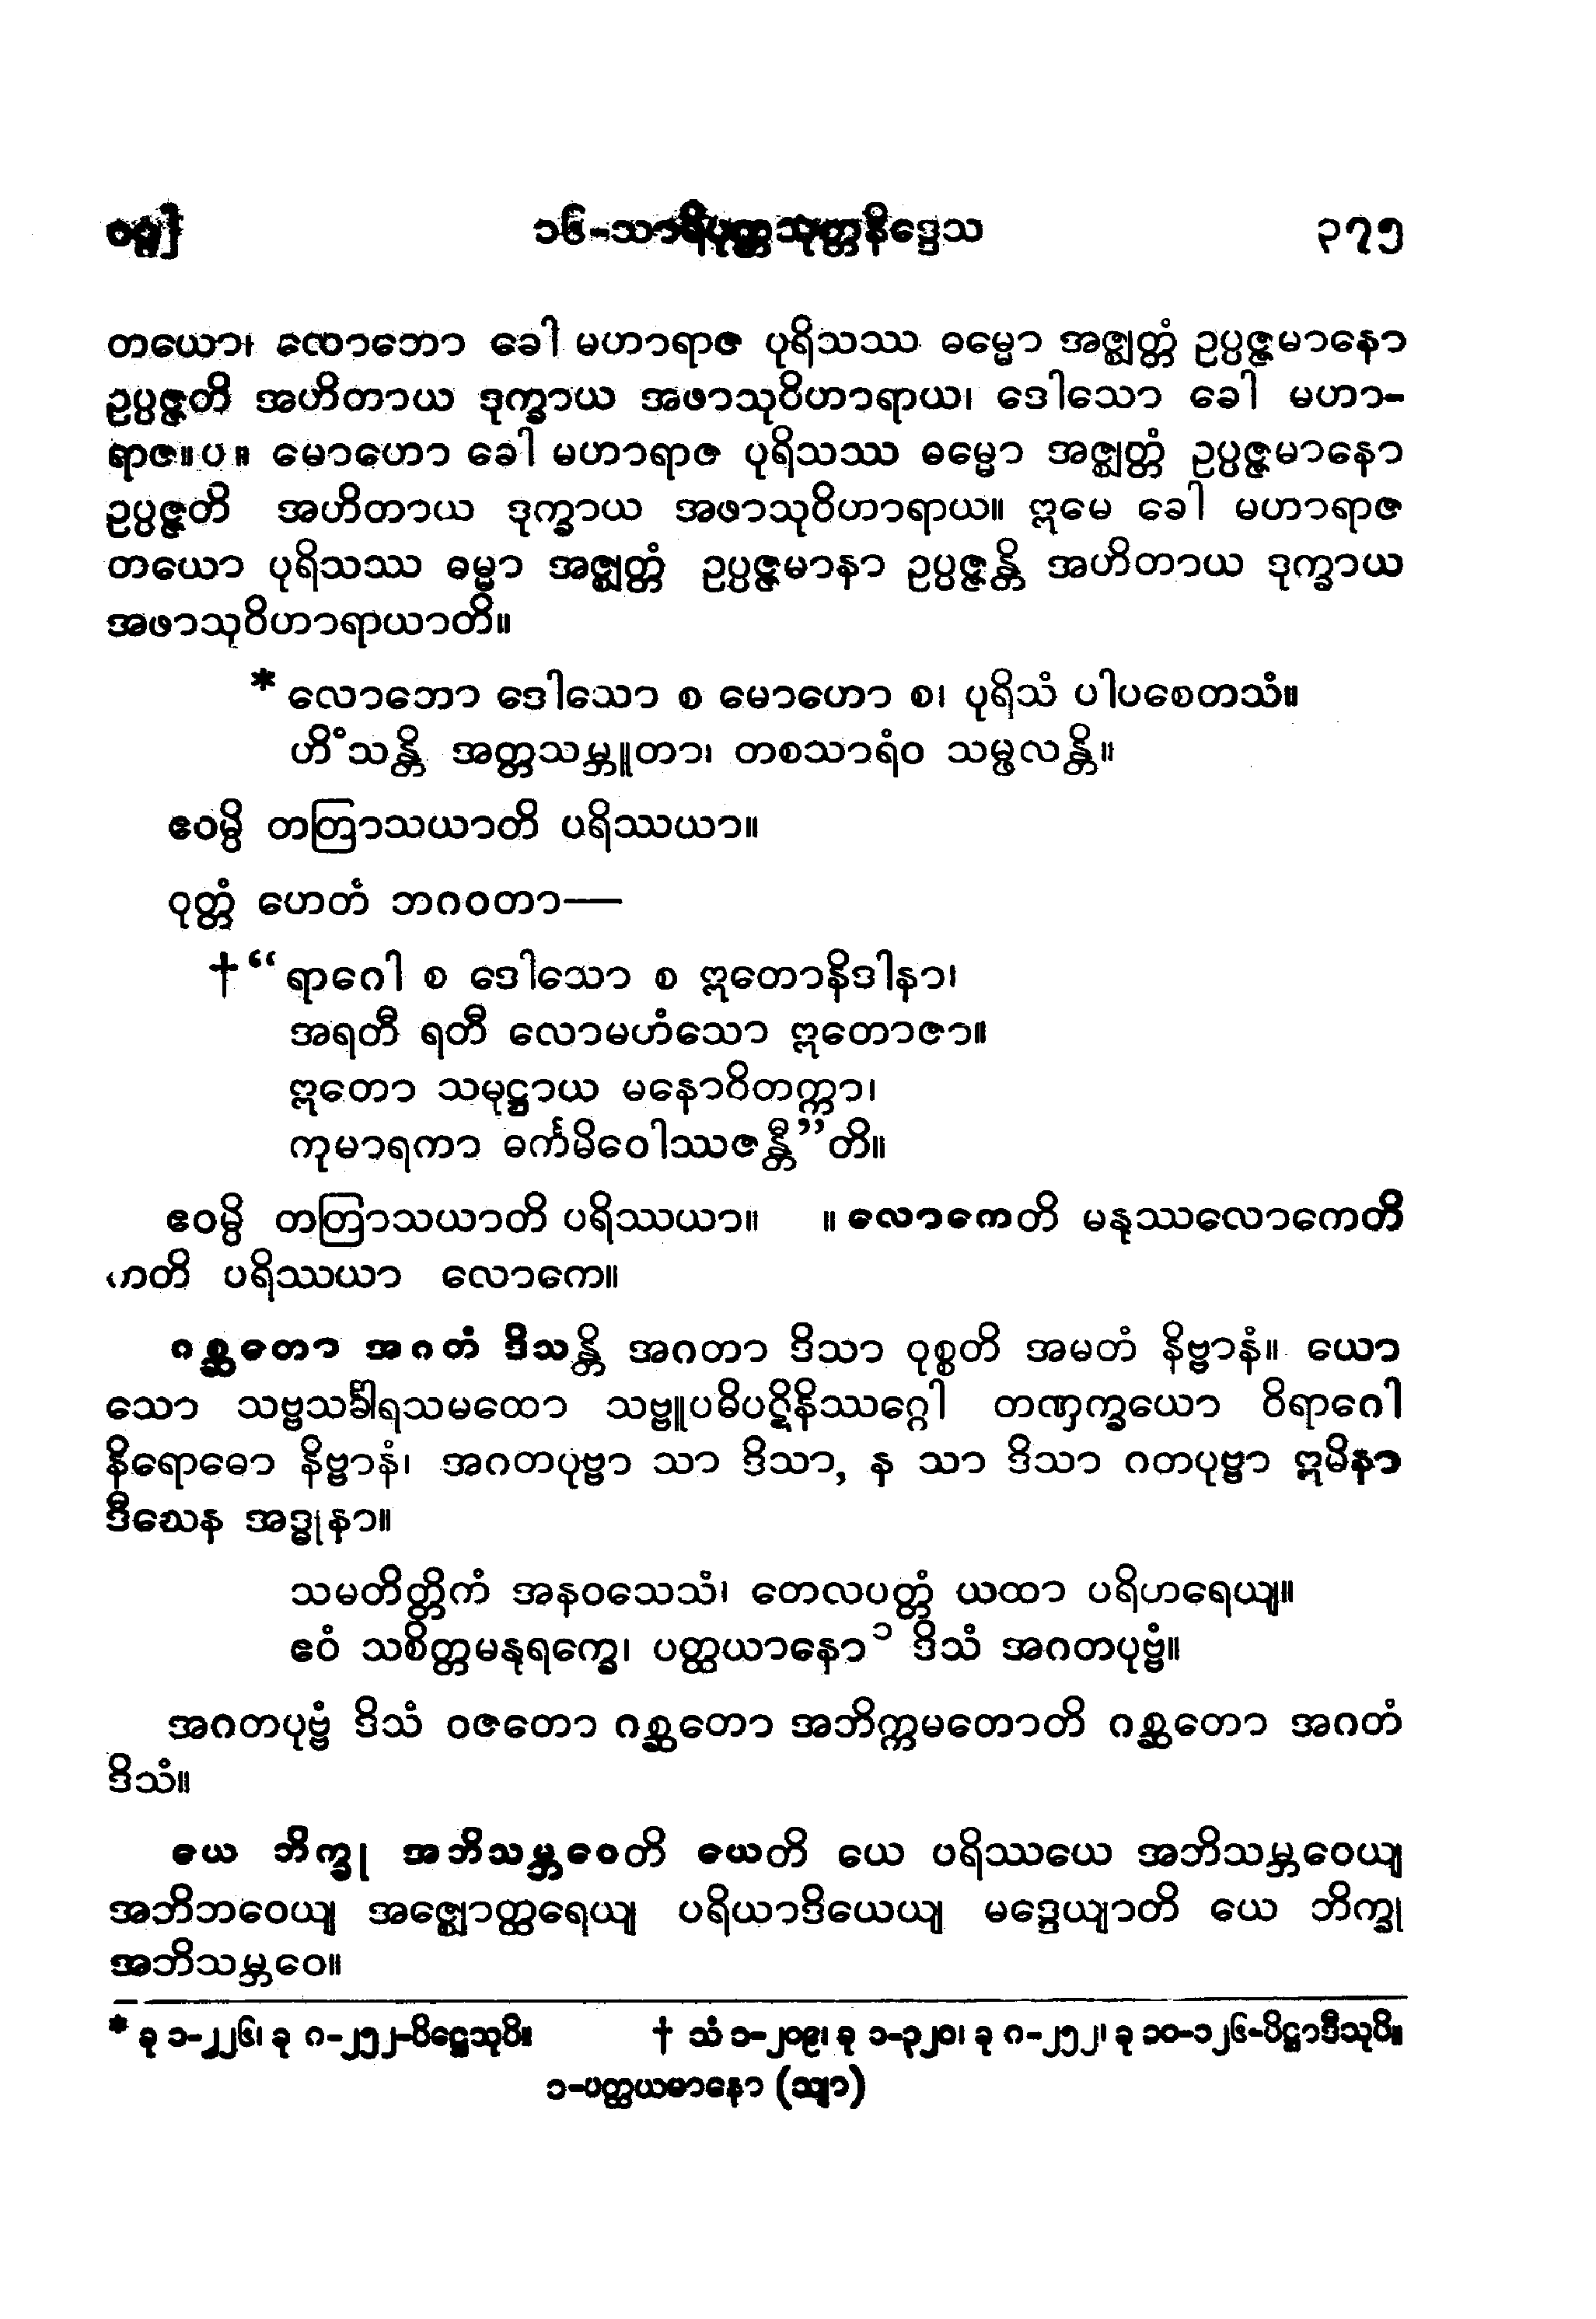 ဝဂ္ဂ] ၁၆-သာရိပုတ္တသုတ္တနိဒ္ဒေသ ၃၇၅
တယော၊ လောဘော ခေါ မဟာရာဇ ပုရိသဿ ဓမ္မော အဇ္ဈတ္တံ ဥပ္ပဇ္ဇမာနော
ဥပ္ပဇ္ဇတိ အဟိတာယ ဒုက္ခာယ အဖာသုဝိဟာရာယ၊ ဒေါသော ခေါ မဟာ-
ရာဇ။ပ။ မောဟော ခေါ မဟာရာဇ ပုရိသဿ ဓမ္မော အဇ္ဈတ္တံ ဥပ္ပဇ္ဇမာနော
ဥပ္ပဇ္ဇတိ အဟိတာယ ဒုက္ခာယ အဖာသုဝိဟာရာယ။ ဣမေ ခေါ မဟာရာဇ
တယော ပုရိသဿ ဓမ္မာ အဇ္ဈတ္တံ ဥပ္ပဇ္ဇမာနာ ဥပ္ပဇ္ဇန္တိ အဟိတာယ ဒုက္ခာယ
အဖာသုဝိဟာရာယာတိ။
* လောဘော ဒေါသော စ မောဟော စ၊ ပုရိသံ ပါပစေတသံ။
ဟိံသန္တိ အတ္တသမ္ဘူတာ၊ တစသာရံဝ သမ္ဖလန္တိ။
ဧဝမ္ပိ တတြာသယာတိ ပရိဿယာ။
ဝုတ္တံ ဟေတံ ဘဂဝတာ—
† “ရာဂေါ စ ဒေါသော စ ဣတောနိဒါနာ၊
အရတီ ရတီ လောမဟံသော ဣတောဇာ။
ဣတော သမုဋ္ဌာယ မနောဝိတက္ကာ၊
ကုမာရကာ ဓင်္ကမိဝေါဿဇန္တီ”တိ။
ဧဝမ္ပိ တတြာသယာတိ ပရိဿယာ။ ။ လောကေတိ မနုဿလောကေတိ
ကတိ ပရိဿယာ လောကေ။
ဂစ္ဆတော အဂတံ ဒိသန္တိ အဂတာ ဒိသာ ဝုစ္စတိ အမတံ နိဗ္ဗာနံ။ ယော
သော သဗ္ဗသင်္ခါရသမထော သဗ္ဗူပဓိပဋိနိဿဂ္ဂေါ တဏှက္ခယော ဝိရာဂေါ
နိရောဓော နိဗ္ဗာနံ၊ အဂတပုဗ္ဗာ သာ ဒိသာ, န သာ ဒိသာ ဂတပုဗ္ဗာ ဣမိနာ
ဒီဃေန အဒ္ဓုနာ။
သမတိတ္တိကံ အနဝသေသံ၊ တေလပတ္တံ ယထာ ပရိဟရေယျ။
ဧဝံ သစိတ္တမနုရက္ခေ၊ ပတ္ထယာနော ၁ ဒိသံ အဂတပုဗ္ဗံ။
အဂတပုဗ္ဗံ ဒိသံ ဝဇတော ဂစ္ဆတော အဘိက္ကမတောတိ ဂစ္ဆတော အဂတံ
ဒိသံ။
ယေ ဘိက္ခု အဘိသမ္ဘဝေတိ ယေတိ ယေ ပရိဿယေ အဘိသမ္ဘဝေယျ
အဘိဘဝေယျ အဇ္ဈောတ္ထရေယျ ပရိယာဒိယေယျ မဒ္ဒေယျာတိ ယေ ဘိက္ခု
အဘိသမ္ဘဝေ။
* ခု ၁-၂၂၆၊ ခု ဂ-၂၅၂-ပိဋ္ဌေသုပိ။ † သံ ၁-၂၀၉၊ ခု ၁-၃၂၀၊ ခု ဂ-၂၅၂၊ ခု ၁၀-၁၂၆-ပိဋ္ဌာဒီသုပိ။
၁-ပတ္ထယမာနော (သျာ)